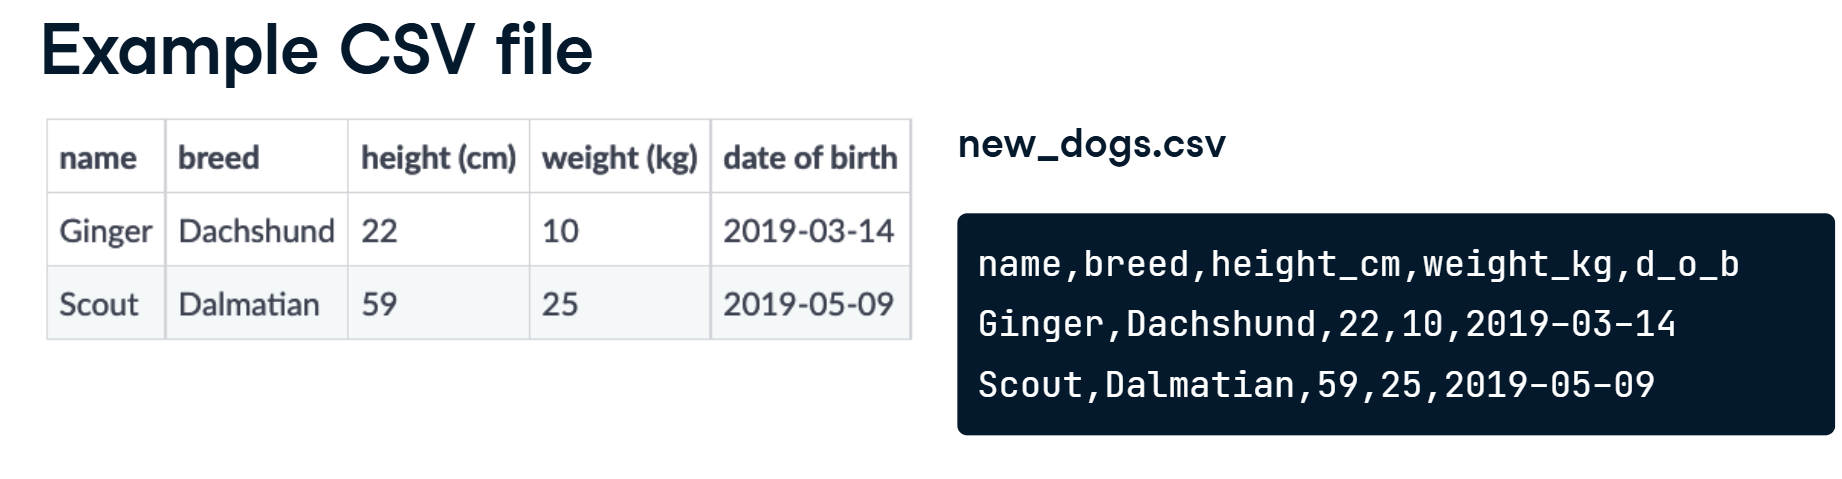 Example CSV file
name breed height (cm) weight (kg) date of birth
Ginger Dachshund 22 10 2019-03-14
Scout Dalmatian 59 25 2019-05-09
new_dogs.csv
name,breed,height_cm,weight_kg,d_o_b
Ginger,Dachshund,22,10,2019-03-14
Scout,Dalmatian,59,25,2019-05-09